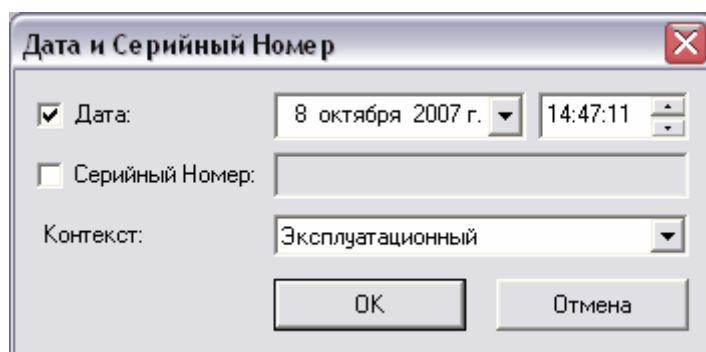 Дата и Серийный Номер
Дата: 8 октября 2007 г. 14:47:11
Серийный Номер:
Контекст: Эксплуатационный
OK Отмена